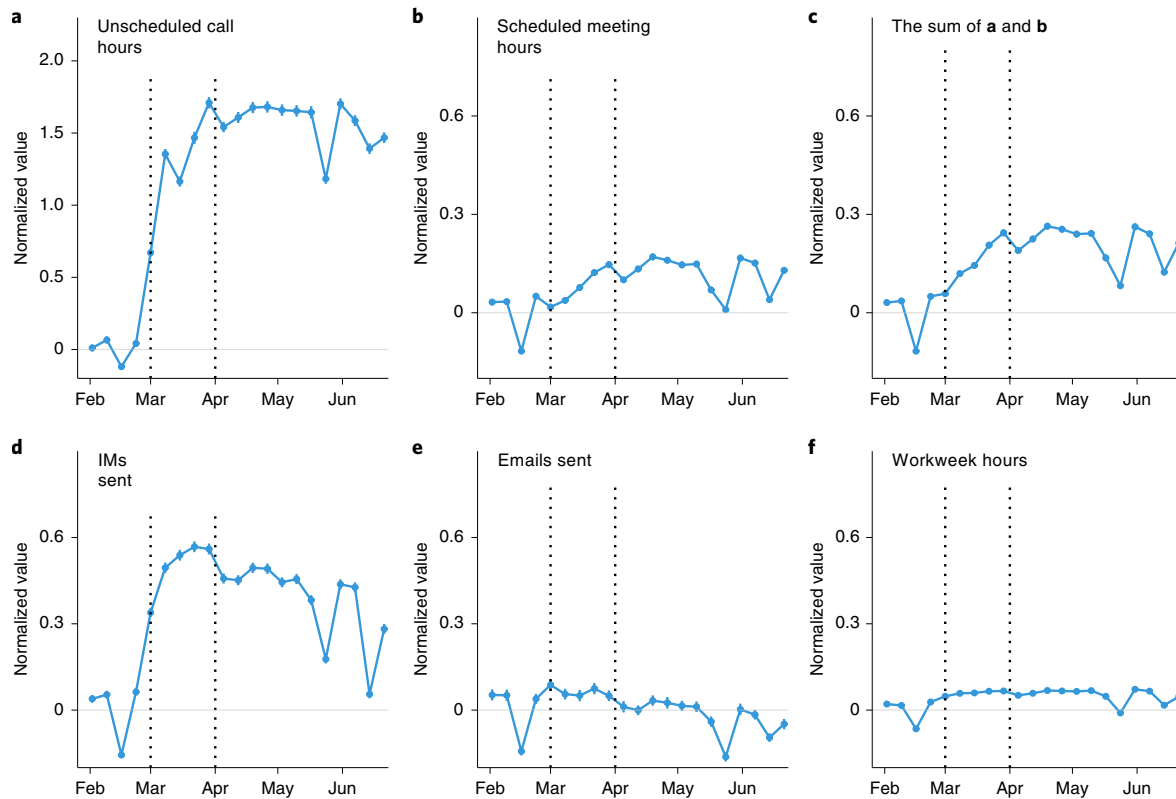 a
Unscheduled call
hours
Normalized value
2.0
1.5
1.0
0.5
0
Feb Mar Apr May Jun
b
Scheduled meeting
hours
Normalized value
0.6
0.3
0
Feb Mar Apr May Jun
c
The sum of a and b
Normalized value
0.6
0.3
0
Feb Mar Apr May Jun
d
IMs
sent
Normalized value
0.6
0.3
0
Feb Mar Apr May Jun
e
Emails sent
Normalized value
0.6
0.3
0
Feb Mar Apr May Jun
f
Workweek hours
Normalized value
0.6
0.3
0
Feb Mar Apr May Jun